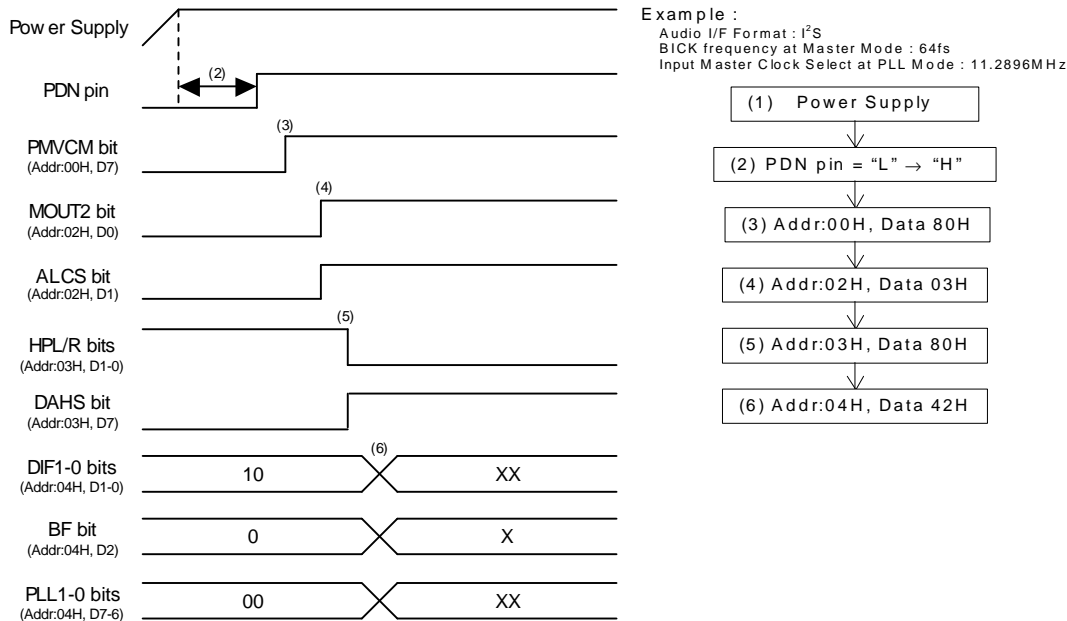 Power Supply
(2)
PDN pin
(3)
PMVCM bit
(Addr:00H, D7)
(4)
MOUT2 bit
(Addr:02H, D0)
ALCS bit
(Addr:02H, D1)
(5)
HPL/R bits
(Addr:03H, D1-0)
DAHS bit
(Addr:03H, D7)
(6)
DIF1-0 bits
(Addr:04H, D1-0)
10
XX
BF bit
(Addr:04H, D2)
0
X
PLL1-0 bits
(Addr:04H, D7-6)
00
XX
Example :
Audio I/F Format : I²S
BICK frequency at Master Mode : 64fs
Input Master Clock Select at PLL Mode : 11.2896MHz
(1) Power Supply
(2) PDN pin = “L” → “H”
(3) Addr:00H, Data 80H
(4) Addr:02H, Data 03H
(5) Addr:03H, Data 80H
(6) Addr:04H, Data 42H